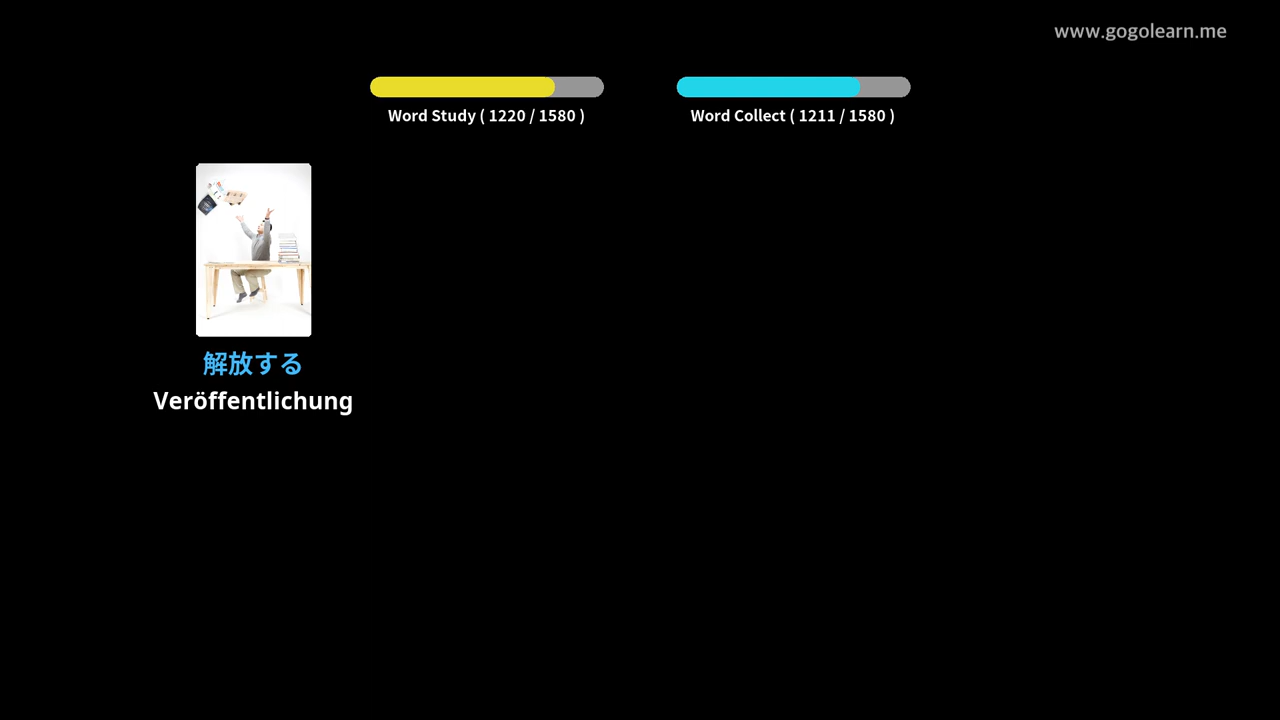 www.gogolearn.me
Word Study ( 1220 / 1580 )
Word Collect ( 1211 / 1580 )
解放する
Veröffentlichung